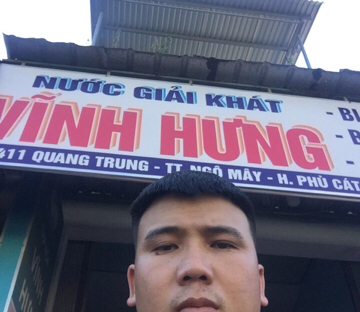 NƯỚC GIẢI KHÁT
VĨNH HƯNG
411 QUANG TRUNG - TT. NGÔ MÂY - H. PHÙ CÁT